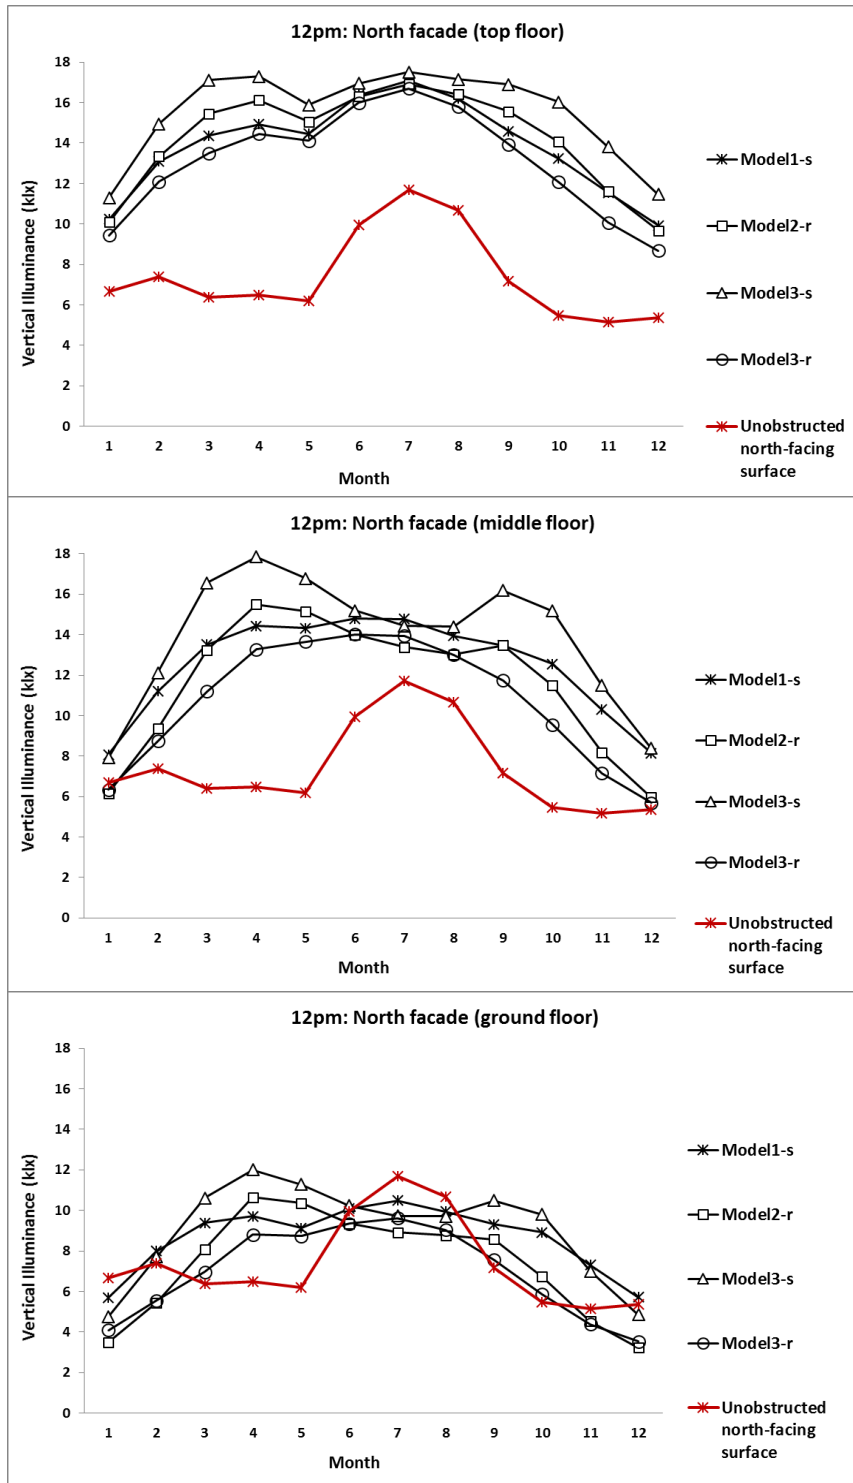 12pm: North facade (top floor)
Vertical Illuminance (klx)
18
16
14
12
10
8
6
4
2
0
1 2 3 4 5 6 7 8 9 10 11 12
Month
Model1-s
Model2-r
Model3-s
Model3-r
Unobstructed
north-facing
surface
12pm: North facade (middle floor)
Vertical Illuminance (klx)
18
16
14
12
10
8
6
4
2
0
1 2 3 4 5 6 7 8 9 10 11 12
Month
Model1-s
Model2-r
Model3-s
Model3-r
Unobstructed
north-facing
surface
12pm: North facade (ground floor)
Vertical Illuminance (klx)
18
16
14
12
10
8
6
4
2
0
1 2 3 4 5 6 7 8 9 10 11 12
Month
Model1-s
Model2-r
Model3-s
Model3-r
Unobstructed
north-facing
surface